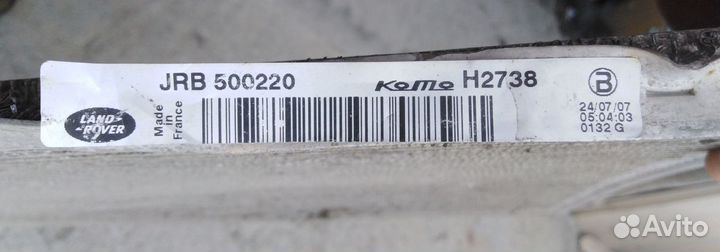 JRB 500220 KoMo H2738
B
LAND
ROVER
Made
in
France
24/07/07
05:04:03
0132 G
Avito